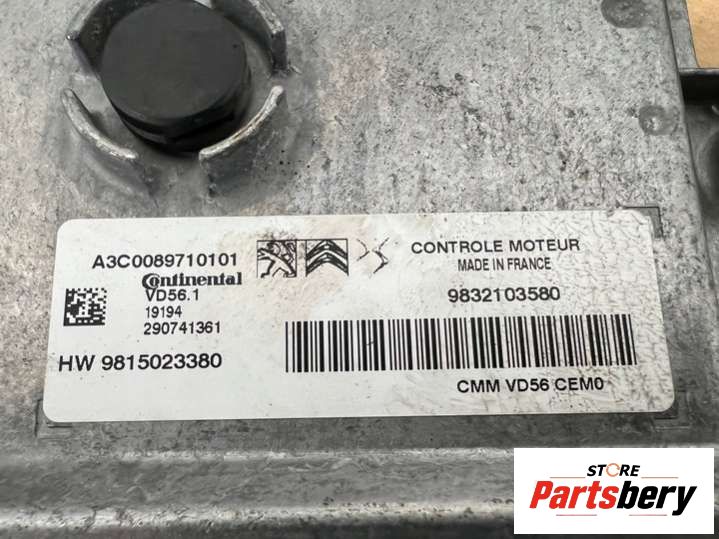 A3C0089710101
Continental
VD56.1
19194
290741361
HW 9815023380
CONTROLE MOTEUR
MADE IN FRANCE
9832103580
CMM VD56 CEM0
STORE
Partsbery